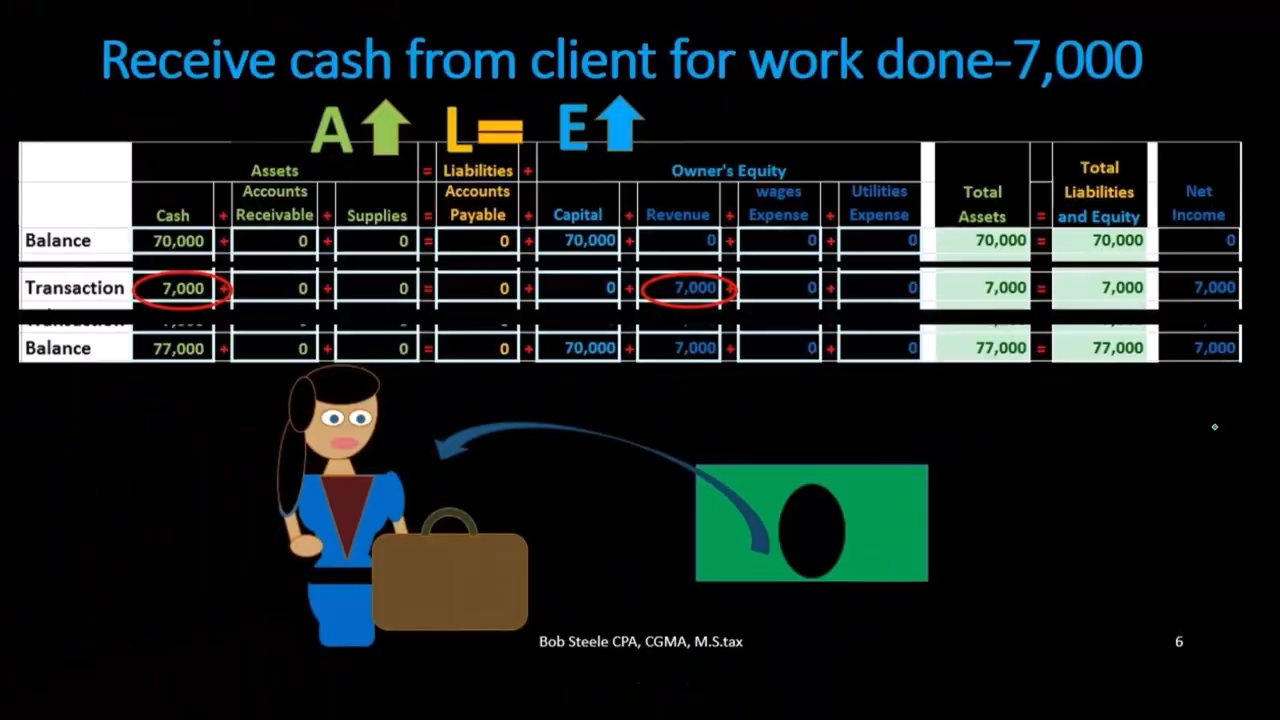 Receive cash from client for work done-7,000
A L= E
Assets = Liabilities + Owner's Equity Total
Accounts Accounts wages Utilities Total Liabilities Net
Cash + Receivable + Supplies = Payable + Capital + Revenue + Expense + Expense Assets = and Equity Income
Balance 70,000 + 0 + 0 = 0 + 70,000 + 0 + 0 + 0 70,000 = 70,000 0
Transaction 7,000 + 0 + 0 = 0 + 0 + 7,000 + 0 + 0 7,000 = 7,000 7,000
Balance 77,000 + 0 + 0 = 0 + 70,000 + 7,000 + 0 + 0 77,000 = 77,000 7,000
Bob Steele CPA, CGMA, M.S.tax 6